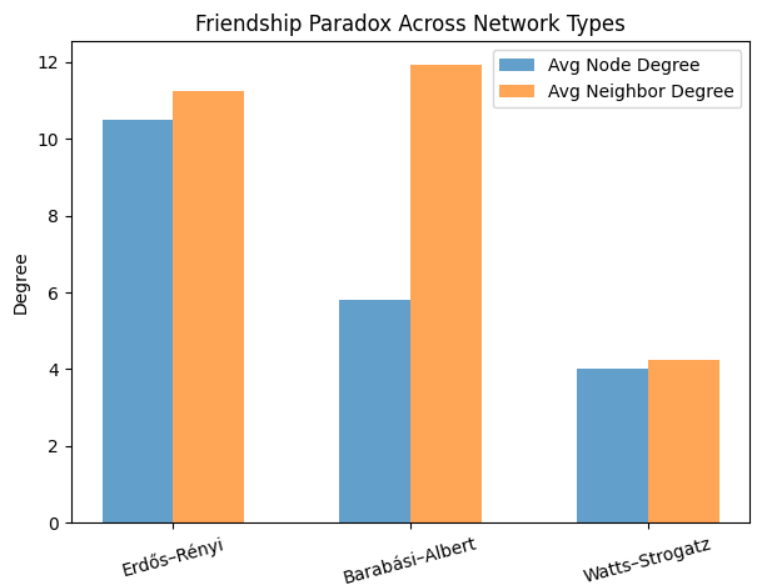 Friendship Paradox Across Network Types
Avg Node Degree
Avg Neighbor Degree
Degree
12
10
8
6
4
2
0
Erdős–Rényi
Barabási–Albert
Watts–Strogatz